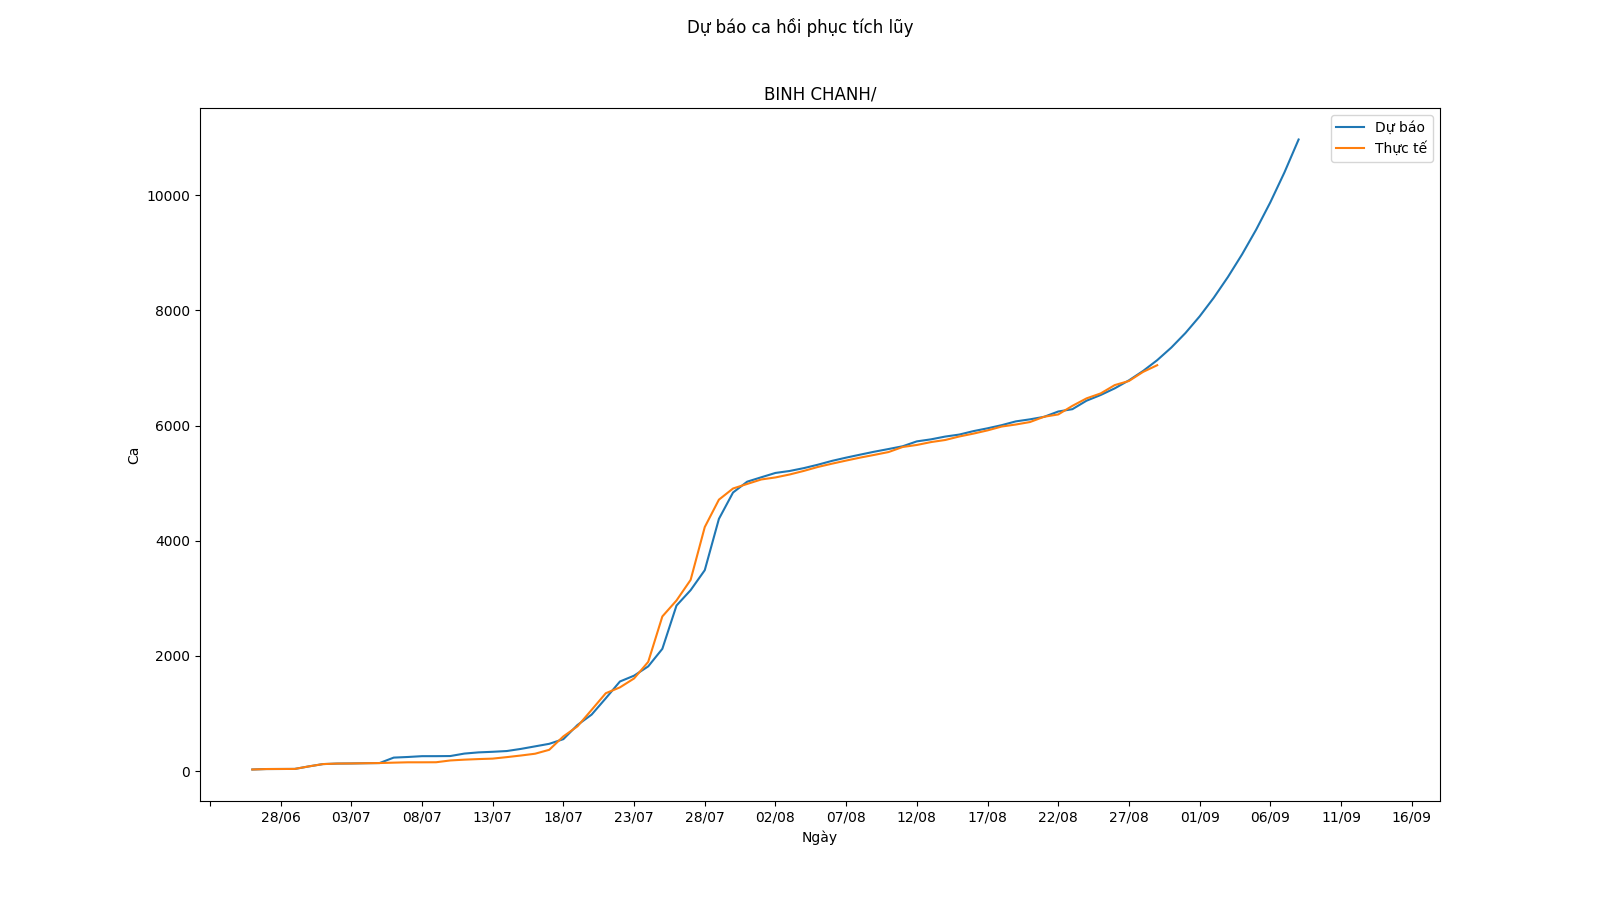 Dự báo ca hồi phục tích lũy
BINH CHANH/
Dự báo
Thực tế
10000
8000
6000
4000
2000
0
Ca
28/06 03/07 08/07 13/07 18/07 23/07 28/07 02/08 07/08 12/08 17/08 22/08 27/08 01/09 06/09 11/09 16/09
Ngày